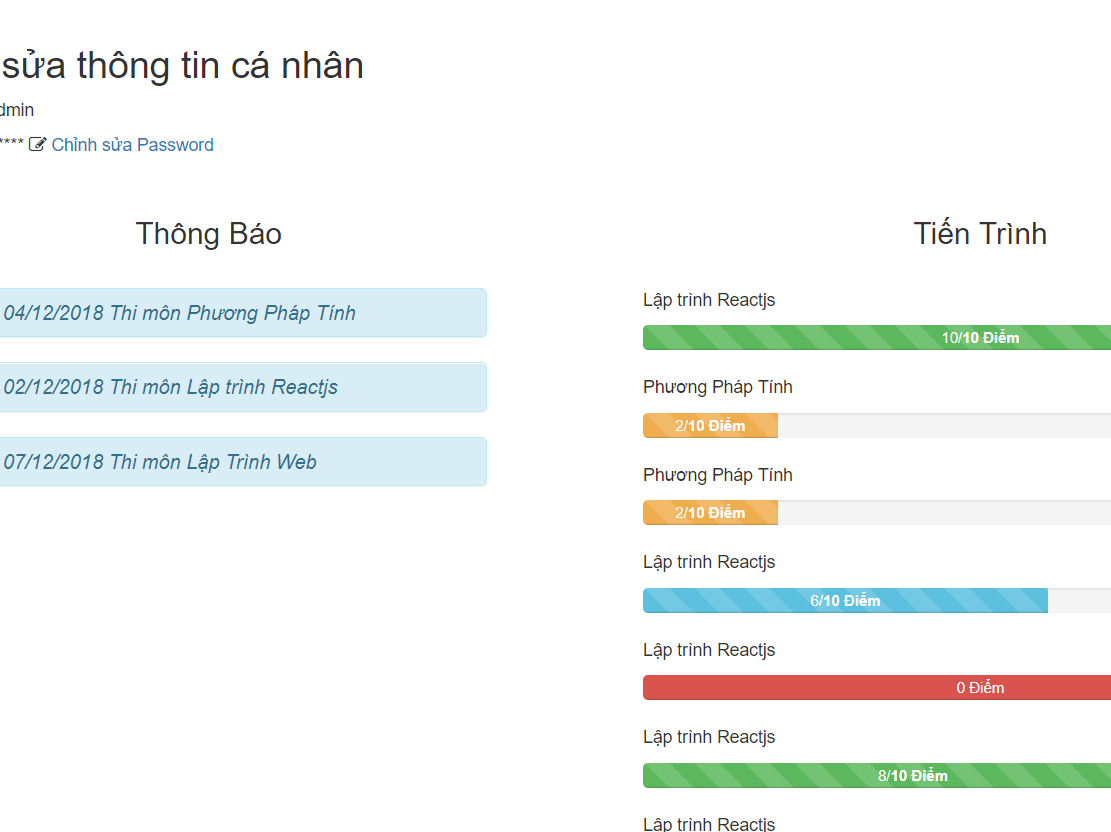 sửa thông tin cá nhân
dmin
**** Chỉnh sửa Password
Thông Báo
04/12/2018 Thi môn Phương Pháp Tính
02/12/2018 Thi môn Lập trình Reactjs
07/12/2018 Thi môn Lập Trình Web
Tiến Trình
Lập trình Reactjs
10/10 Điểm
Phương Pháp Tính
2/10 Điểm
Phương Pháp Tính
2/10 Điểm
Lập trình Reactjs
6/10 Điểm
Lập trình Reactjs
0 Điểm
Lập trình Reactjs
8/10 Điểm
Lập trình Reactjs